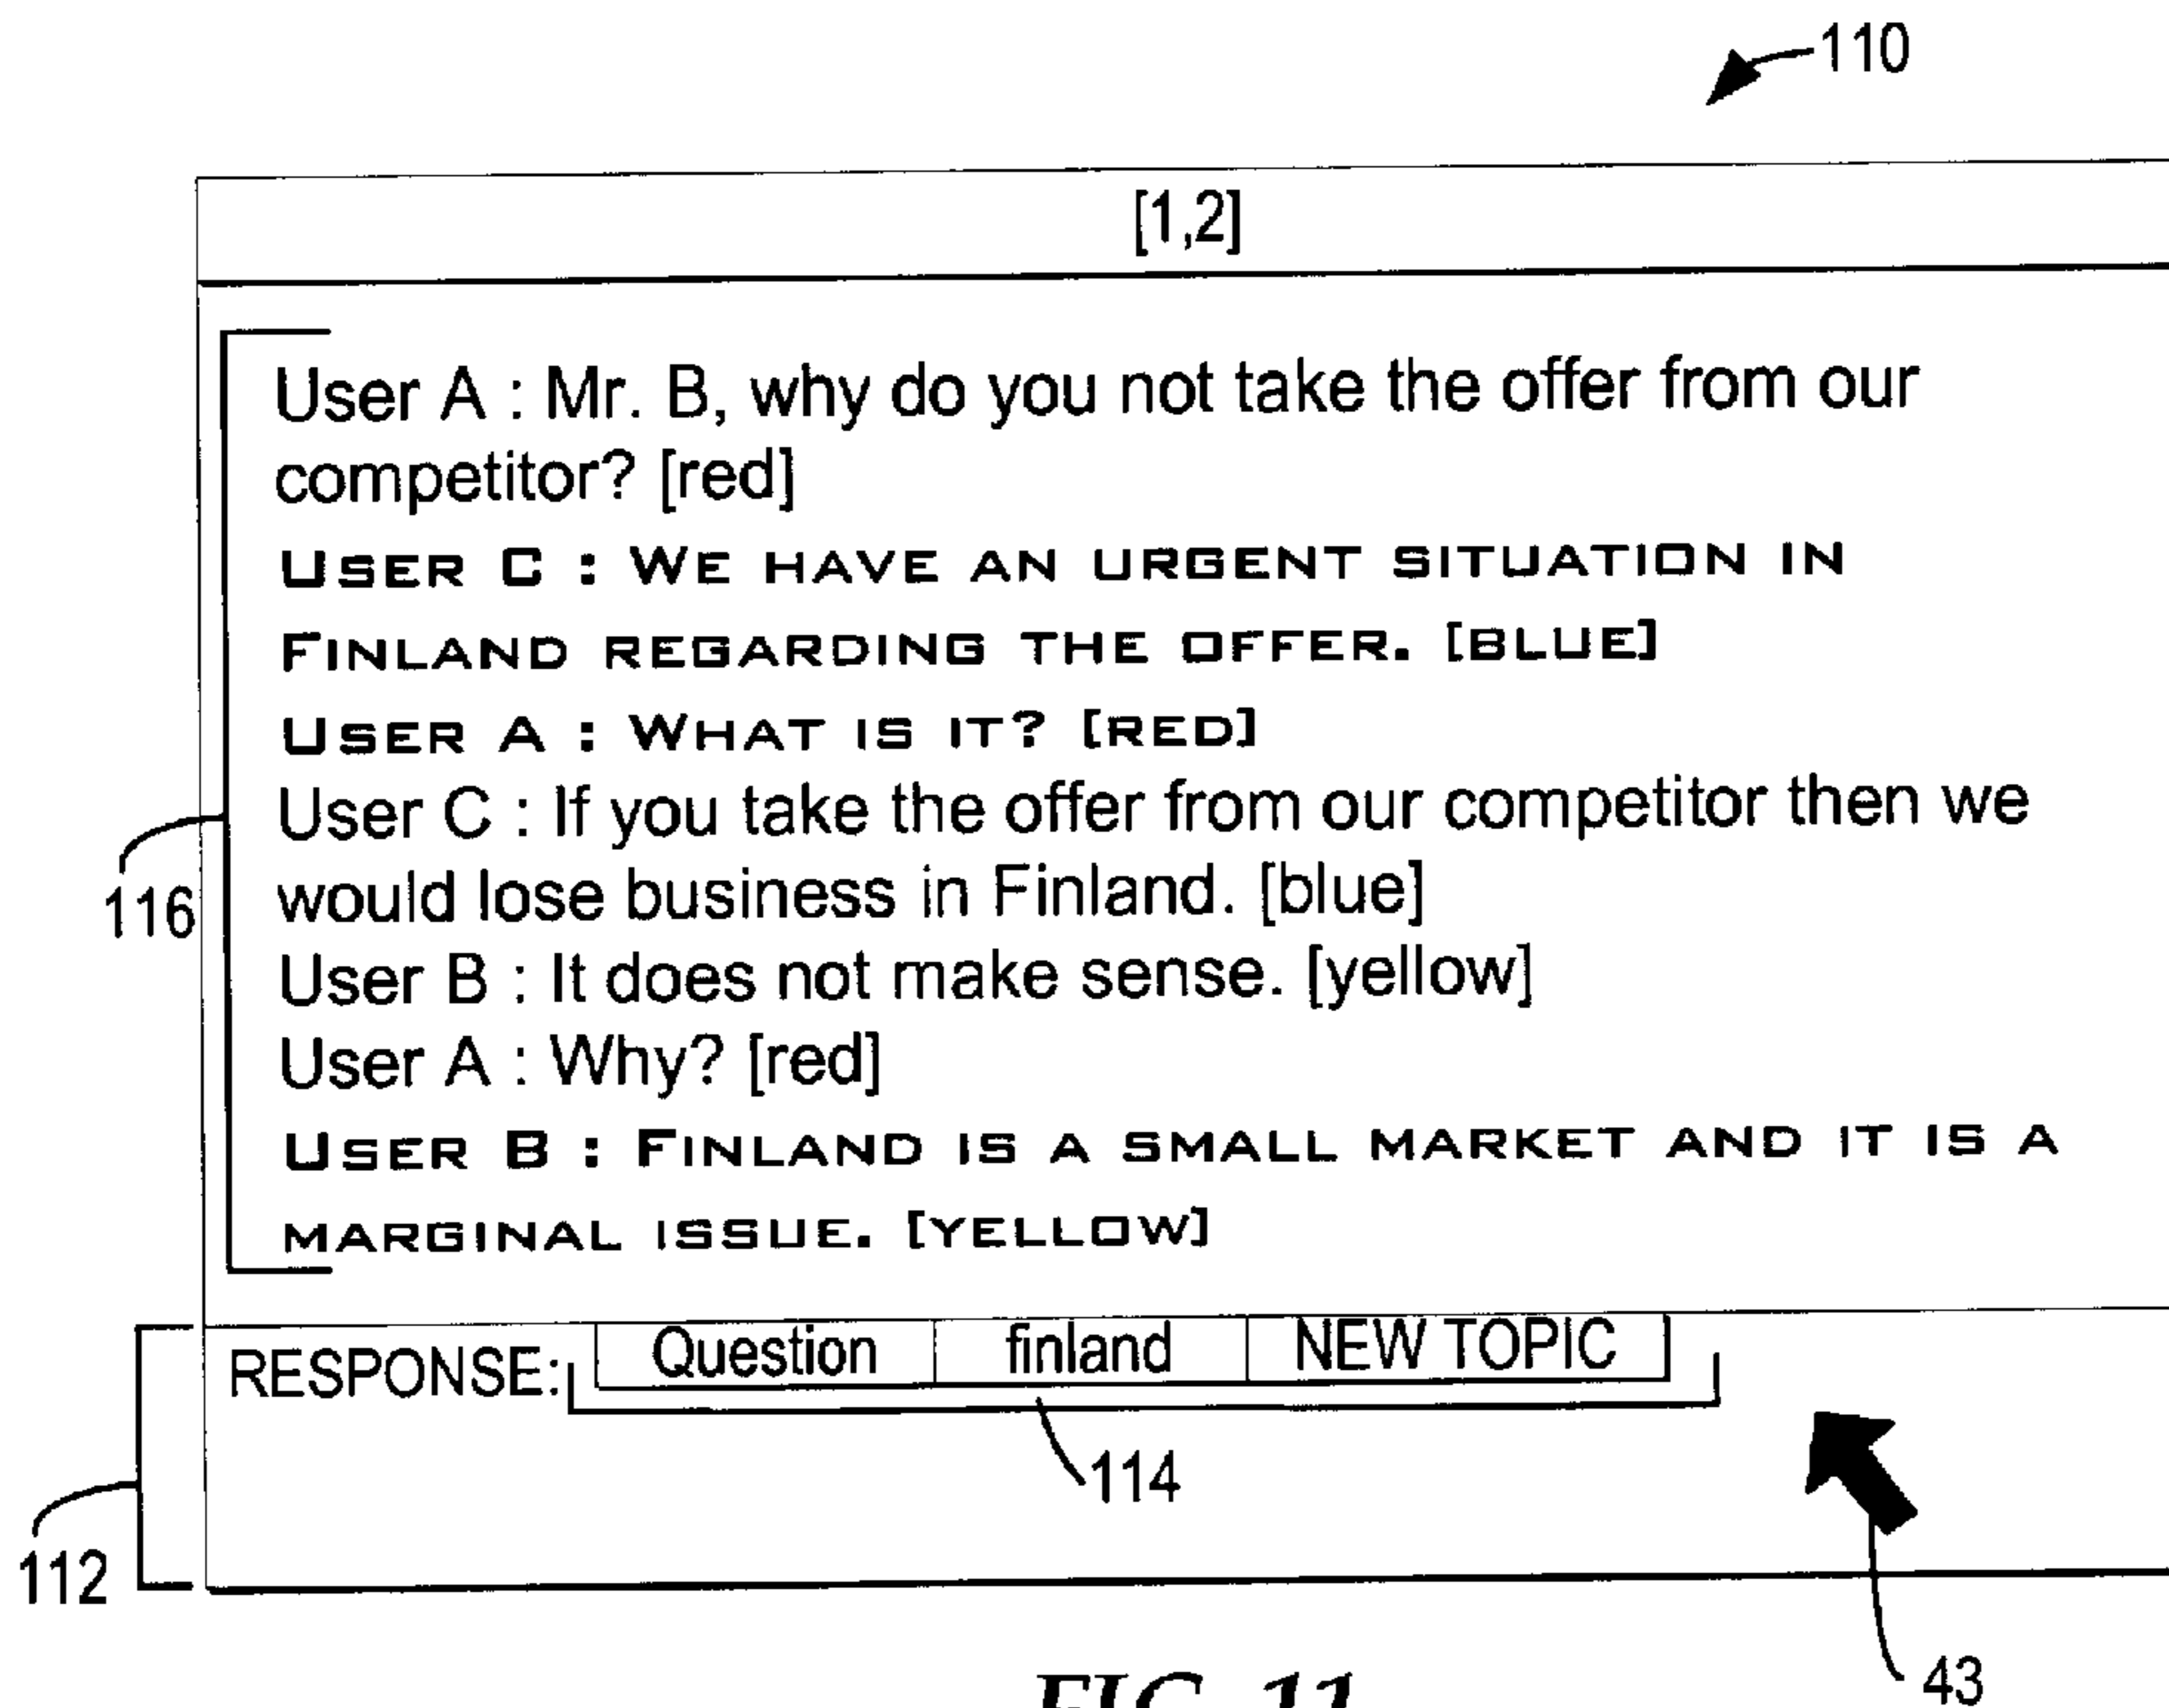 110
[1,2]
User A : Mr. B, why do you not take the offer from our
competitor? [red]
USER C : WE HAVE AN URGENT SITUATION IN
FINLAND REGARDING THE OFFER. [BLUE]
USER A : WHAT IS IT? [RED]
User C : If you take the offer from our competitor then we
would lose business in Finland. [blue]
116
User B : It does not make sense. [yellow]
User A : Why? [red]
USER B : FINLAND IS A SMALL MARKET AND IT IS A
MARGINAL ISSUE. [YELLOW]
RESPONSE: Question finland NEW TOPIC
114
112
43
FIG. 11